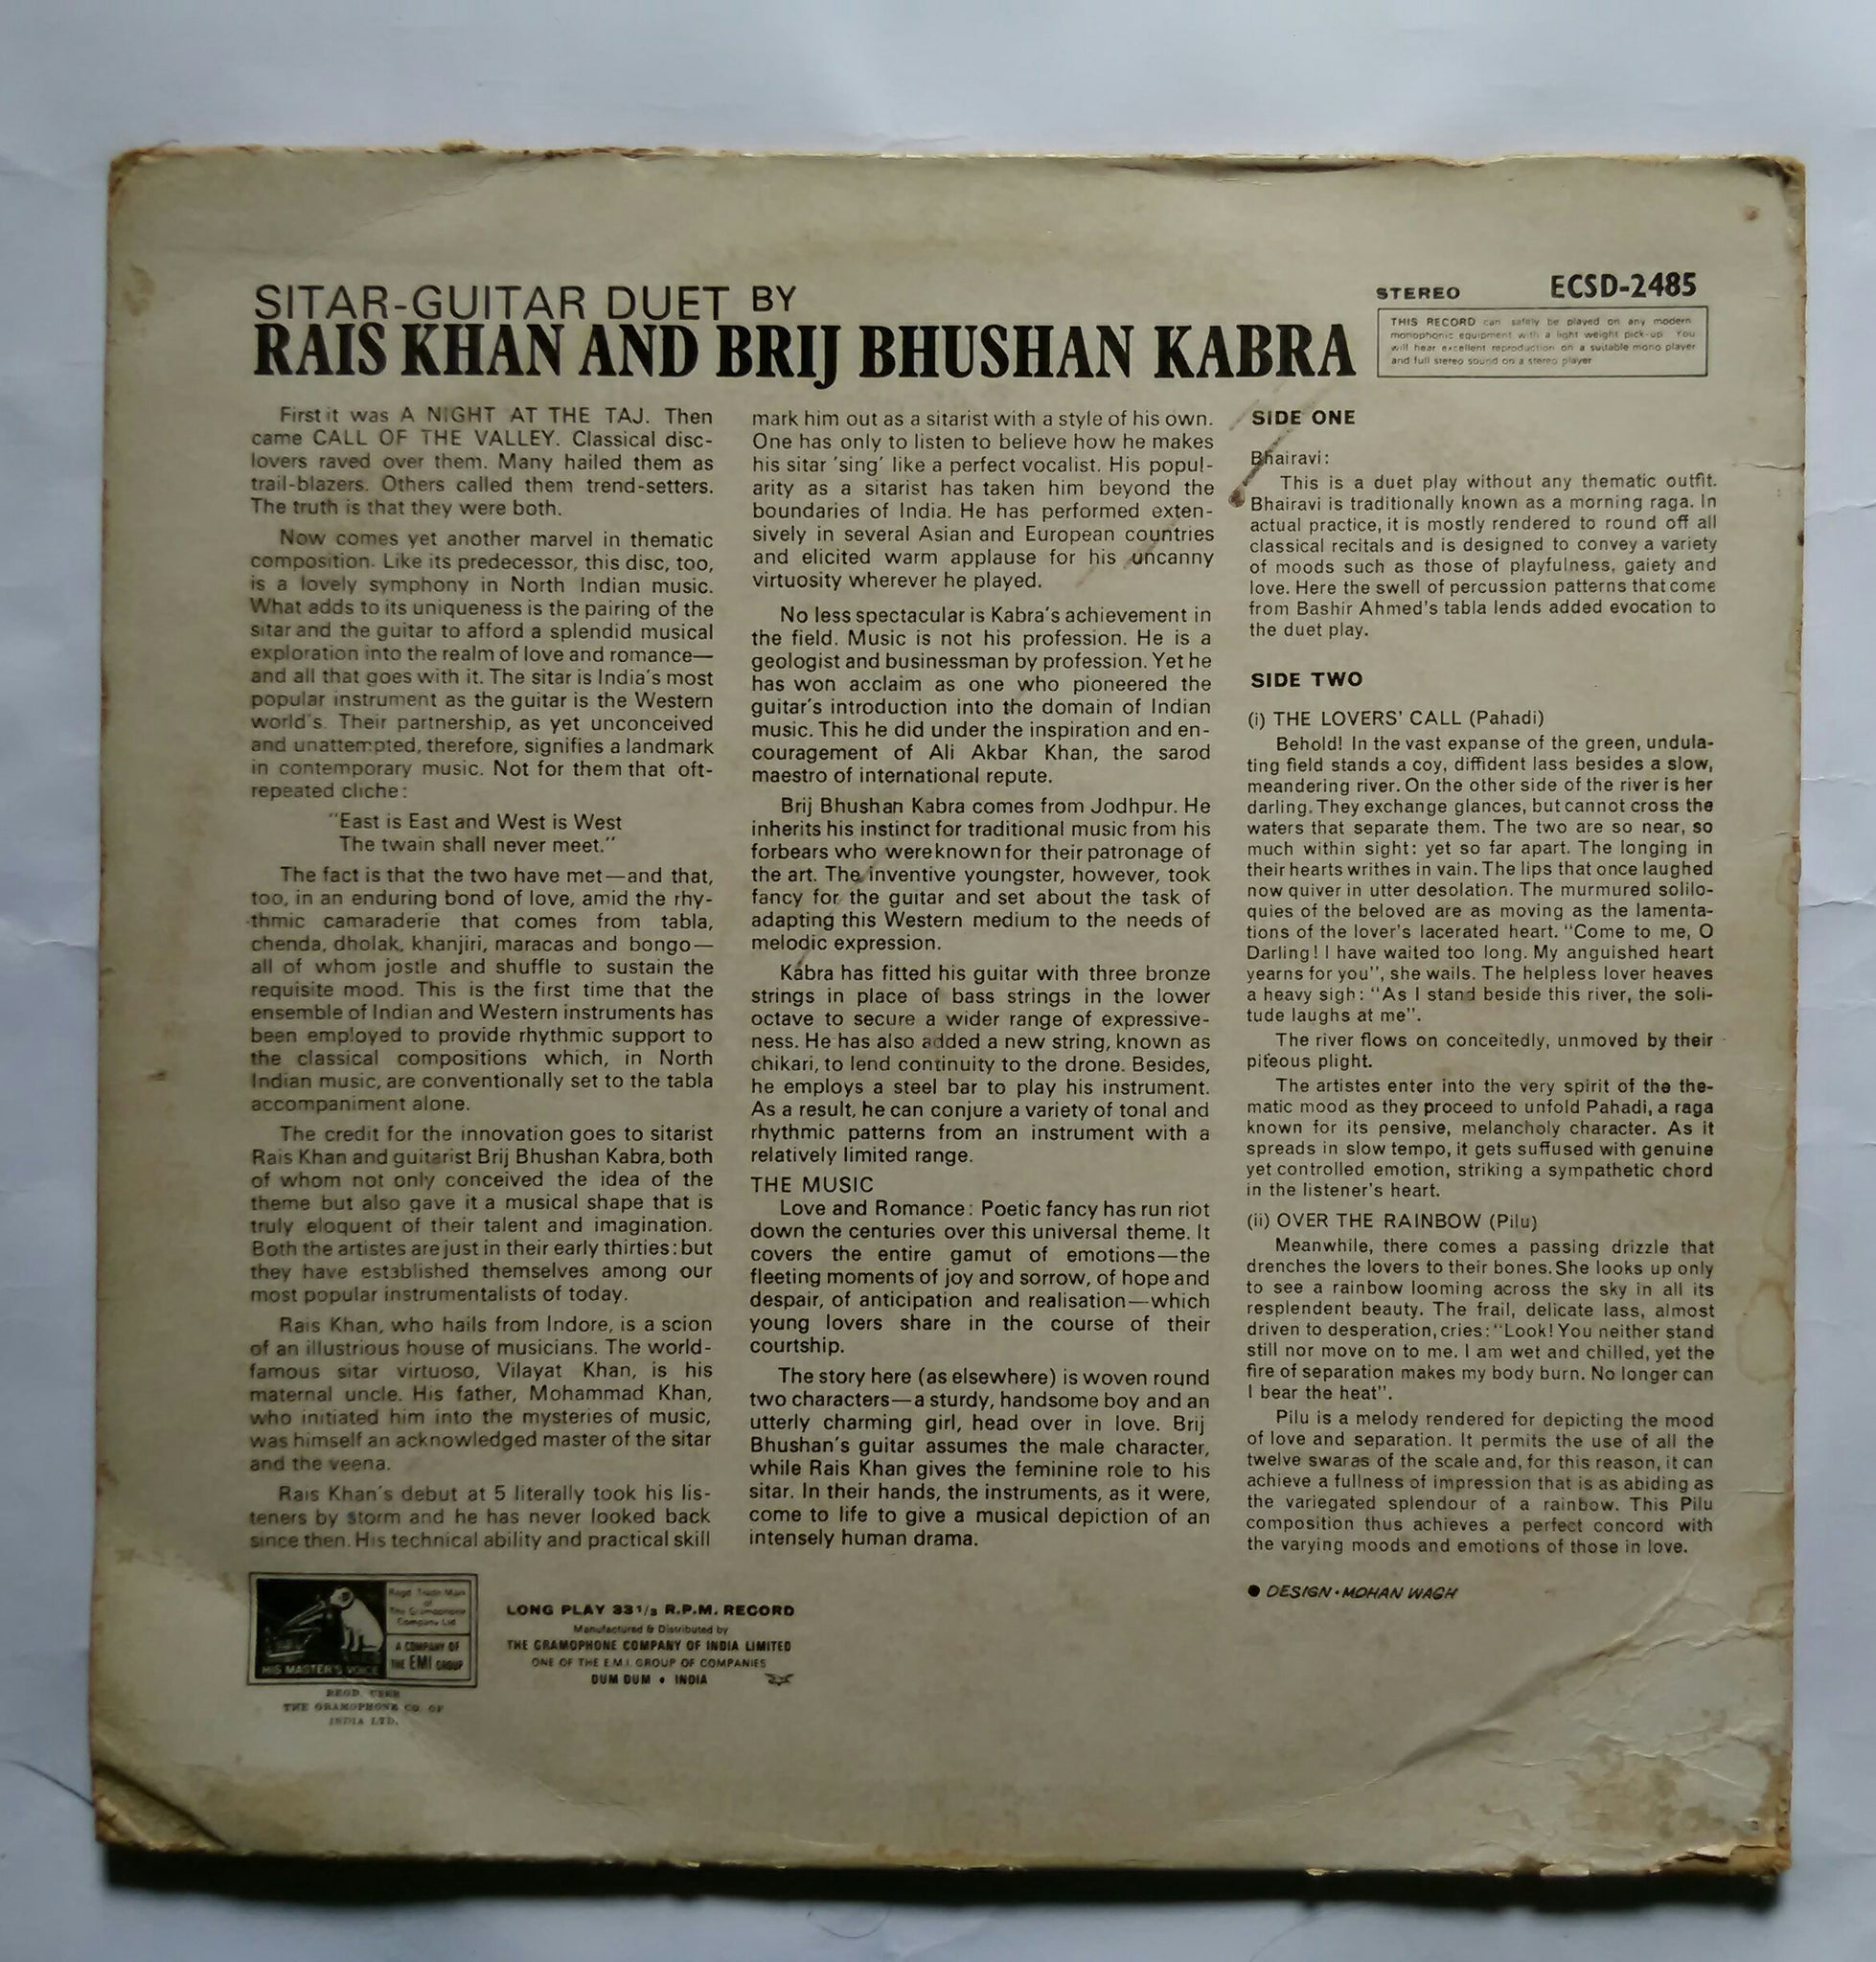 SITAR-GUITAR DUET BY
RAIS KHAN AND BRIJ BHUSHAN KABRA
STEREO ECSD-2485
THIS RECORD can safely be played on any modern
monophonic equipment with a light weight pick-up. You
will hear excellent reproduction on a suitable mono player
and full stereo sound on a stereo player
First it was A NIGHT AT THE TAJ. Then
came CALL OF THE VALLEY. Classical disc-
lovers raved over them. Many hailed them as
trail-blazers. Others called them trend-setters.
The truth is that they were both.
Now comes yet another marvel in thematic
composition. Like its predecessor, this disc, too,
is a lovely symphony in North Indian music.
What adds to its uniqueness is the pairing of the
sitar and the guitar to afford a splendid musical
exploration into the realm of love and romance—
and all that goes with it. The sitar is India's most
popular instrument as the guitar is the Western
world's. Their partnership, as yet unconceived
and unattempted, therefore, signifies a landmark
in contemporary music. Not for them that oft-
repeated cliche:
"East is East and West is West
The twain shall never meet."
The fact is that the two have met—and that,
too, in an enduring bond of love, amid the rhy-
thmic camaraderie that comes from tabla,
chenda, dholak, khanjiri, maracas and bongo—
all of whom jostle and shuffle to sustain the
requisite mood. This is the first time that the
ensemble of Indian and Western instruments has
been employed to provide rhythmic support to
the classical compositions which, in North
Indian music, are conventionally set to the tabla
accompaniment alone.
The credit for the innovation goes to sitarist
Rais Khan and guitarist Brij Bhushan Kabra, both
of whom not only conceived the idea of the
theme but also gave it a musical shape that is
truly eloquent of their talent and imagination.
Both the artistes are just in their early thirties: but
they have established themselves among our
most popular instrumentalists of today.
Rais Khan, who hails from Indore, is a scion
of an illustrious house of musicians. The world-
famous sitar virtuoso, Vilayat Khan, is his
maternal uncle. His father, Mohammad Khan,
who initiated him into the mysteries of music,
was himself an acknowledged master of the sitar
and the veena.
Rais Khan's debut at 5 literally took his lis-
teners by storm and he has never looked back
since then. His technical ability and practical skill
mark him out as a sitarist with a style of his own.
One has only to listen to believe how he makes
his sitar 'sing' like a perfect vocalist. His popul-
arity as a sitarist has taken him beyond the
boundaries of India. He has performed exten-
sively in several Asian and European countries
and elicited warm applause for his uncanny
virtuosity wherever he played.
No less spectacular is Kabra's achievement in
the field. Music is not his profession. He is a
geologist and businessman by profession. Yet he
has won acclaim as one who pioneered the
guitar's introduction into the domain of Indian
music. This he did under the inspiration and en-
couragement of Ali Akbar Khan, the sarod
maestro of international repute.
Brij Bhushan Kabra comes from Jodhpur. He
inherits his instinct for traditional music from his
forbears who were known for their patronage of
the art. The inventive youngster, however, took
fancy for the guitar and set about the task of
adapting this Western medium to the needs of
melodic expression.
Kabra has fitted his guitar with three bronze
strings in place of bass strings in the lower
octave to secure a wider range of expressive-
ness. He has also added a new string, known as
chikari, to lend continuity to the drone. Besides,
he employs a steel bar to play his instrument.
As a result, he can conjure a variety of tonal and
rhythmic patterns from an instrument with a
relatively limited range.
THE MUSIC
Love and Romance: Poetic fancy has run riot
down the centuries over this universal theme. It
covers the entire gamut of emotions—the
fleeting moments of joy and sorrow, of hope and
despair, of anticipation and realisation—which
young lovers share in the course of their
courtship.
The story here (as elsewhere) is woven round
two characters—a sturdy, handsome boy and an
utterly charming girl, head over in love. Brij
Bhushan's guitar assumes the male character,
while Rais Khan gives the feminine role to his
sitar. In their hands, the instruments, as it were,
come to life to give a musical depiction of an
intensely human drama.
SIDE ONE
Bhairavi:
This is a duet play without any thematic outfit.
Bhairavi is traditionally known as a morning raga. In
actual practice, it is mostly rendered to round off all
classical recitals and is designed to convey a variety
of moods such as those of playfulness, gaiety and
love. Here the swell of percussion patterns that come
from Bashir Ahmed's tabla lends added evocation to
the duet play.
SIDE TWO
(i) THE LOVERS' CALL (Pahadi)
Behold! In the vast expanse of the green, undula-
ting field stands a coy, diffident lass besides a slow,
meandering river. On the other side of the river is her
darling. They exchange glances, but cannot cross the
waters that separate them. The two are so near, so
much within sight: yet so far apart. The longing in
their hearts writhes in vain. The lips that once laughed
now quiver in utter desolation. The murmured solilo-
quies of the beloved are as moving as the lamenta-
tions of the lover's lacerated heart. "Come to me, O
Darling! I have waited too long. My anguished heart
yearns for you", she wails. The helpless lover heaves
a heavy sigh: "As I stand beside this river, the soli-
tude laughs at me".
The river flows on conceitedly, unmoved by their
piteous plight.
The artistes enter into the very spirit of the the-
matic mood as they proceed to unfold Pahadi, a raga
known for its pensive, melancholy character. As it
spreads in slow tempo, it gets suffused with genuine
yet controlled emotion, striking a sympathetic chord
in the listener's heart.
(ii) OVER THE RAINBOW (Pilu)
Meanwhile, there comes a passing drizzle that
drenches the lovers to their bones. She looks up only
to see a rainbow looming across the sky in all its
resplendent beauty. The frail, delicate lass, almost
driven to desperation, cries: "Look! You neither stand
still nor move on to me. I am wet and chilled, yet the
fire of separation makes my body burn. No longer can
I bear the heat".
Pilu is a melody rendered for depicting the mood
of love and separation. It permits the use of all the
twelve swaras of the scale and, for this reason, it can
achieve a fullness of impression that is as abiding as
the variegated splendour of a rainbow. This Pilu
composition thus achieves a perfect concord with
the varying moods and emotions of those in love.
● DESIGN • MOHAN WAGH
HIS MASTER'S VOICE
Regd. Trade Mark
of
The Gramophone
Company Ltd
A COMPANY OF
THE EMI GROUP
REGD. USER
THE GRAMOPHONE CO. OF
INDIA LTD.
LONG PLAY 33 1/3 R.P.M. RECORD
Manufactured & Distributed by
THE GRAMOPHONE COMPANY OF INDIA LIMITED
ONE OF THE E.M.I. GROUP OF COMPANIES
DUM DUM • INDIA